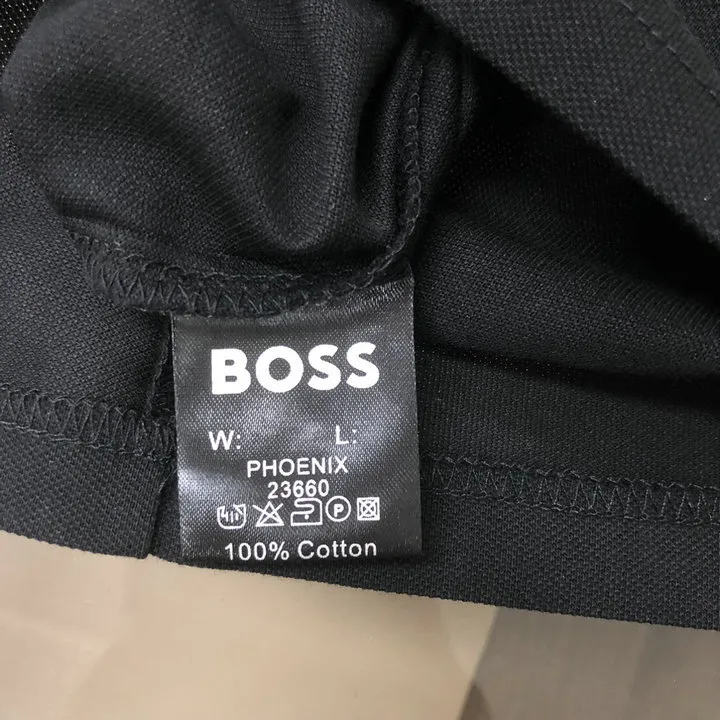 BOSS
W: L:
PHOENIX
23660
P
100% Cotton